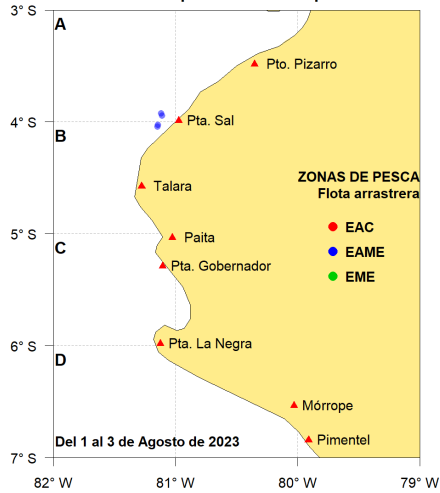 3° S
A
Pto. Pizarro
4° S
Pta. Sal
B
ZONAS DE PESCA
Flota arrastrera
Talara
EAC
5° S
Paita
C
EAME
Pta. Gobernador
EME
6° S
Pta. La Negra
D
Mórrope
Del 1 al 3 de Agosto de 2023
Pimentel
7° S
82° W
81° W
80° W
79° W